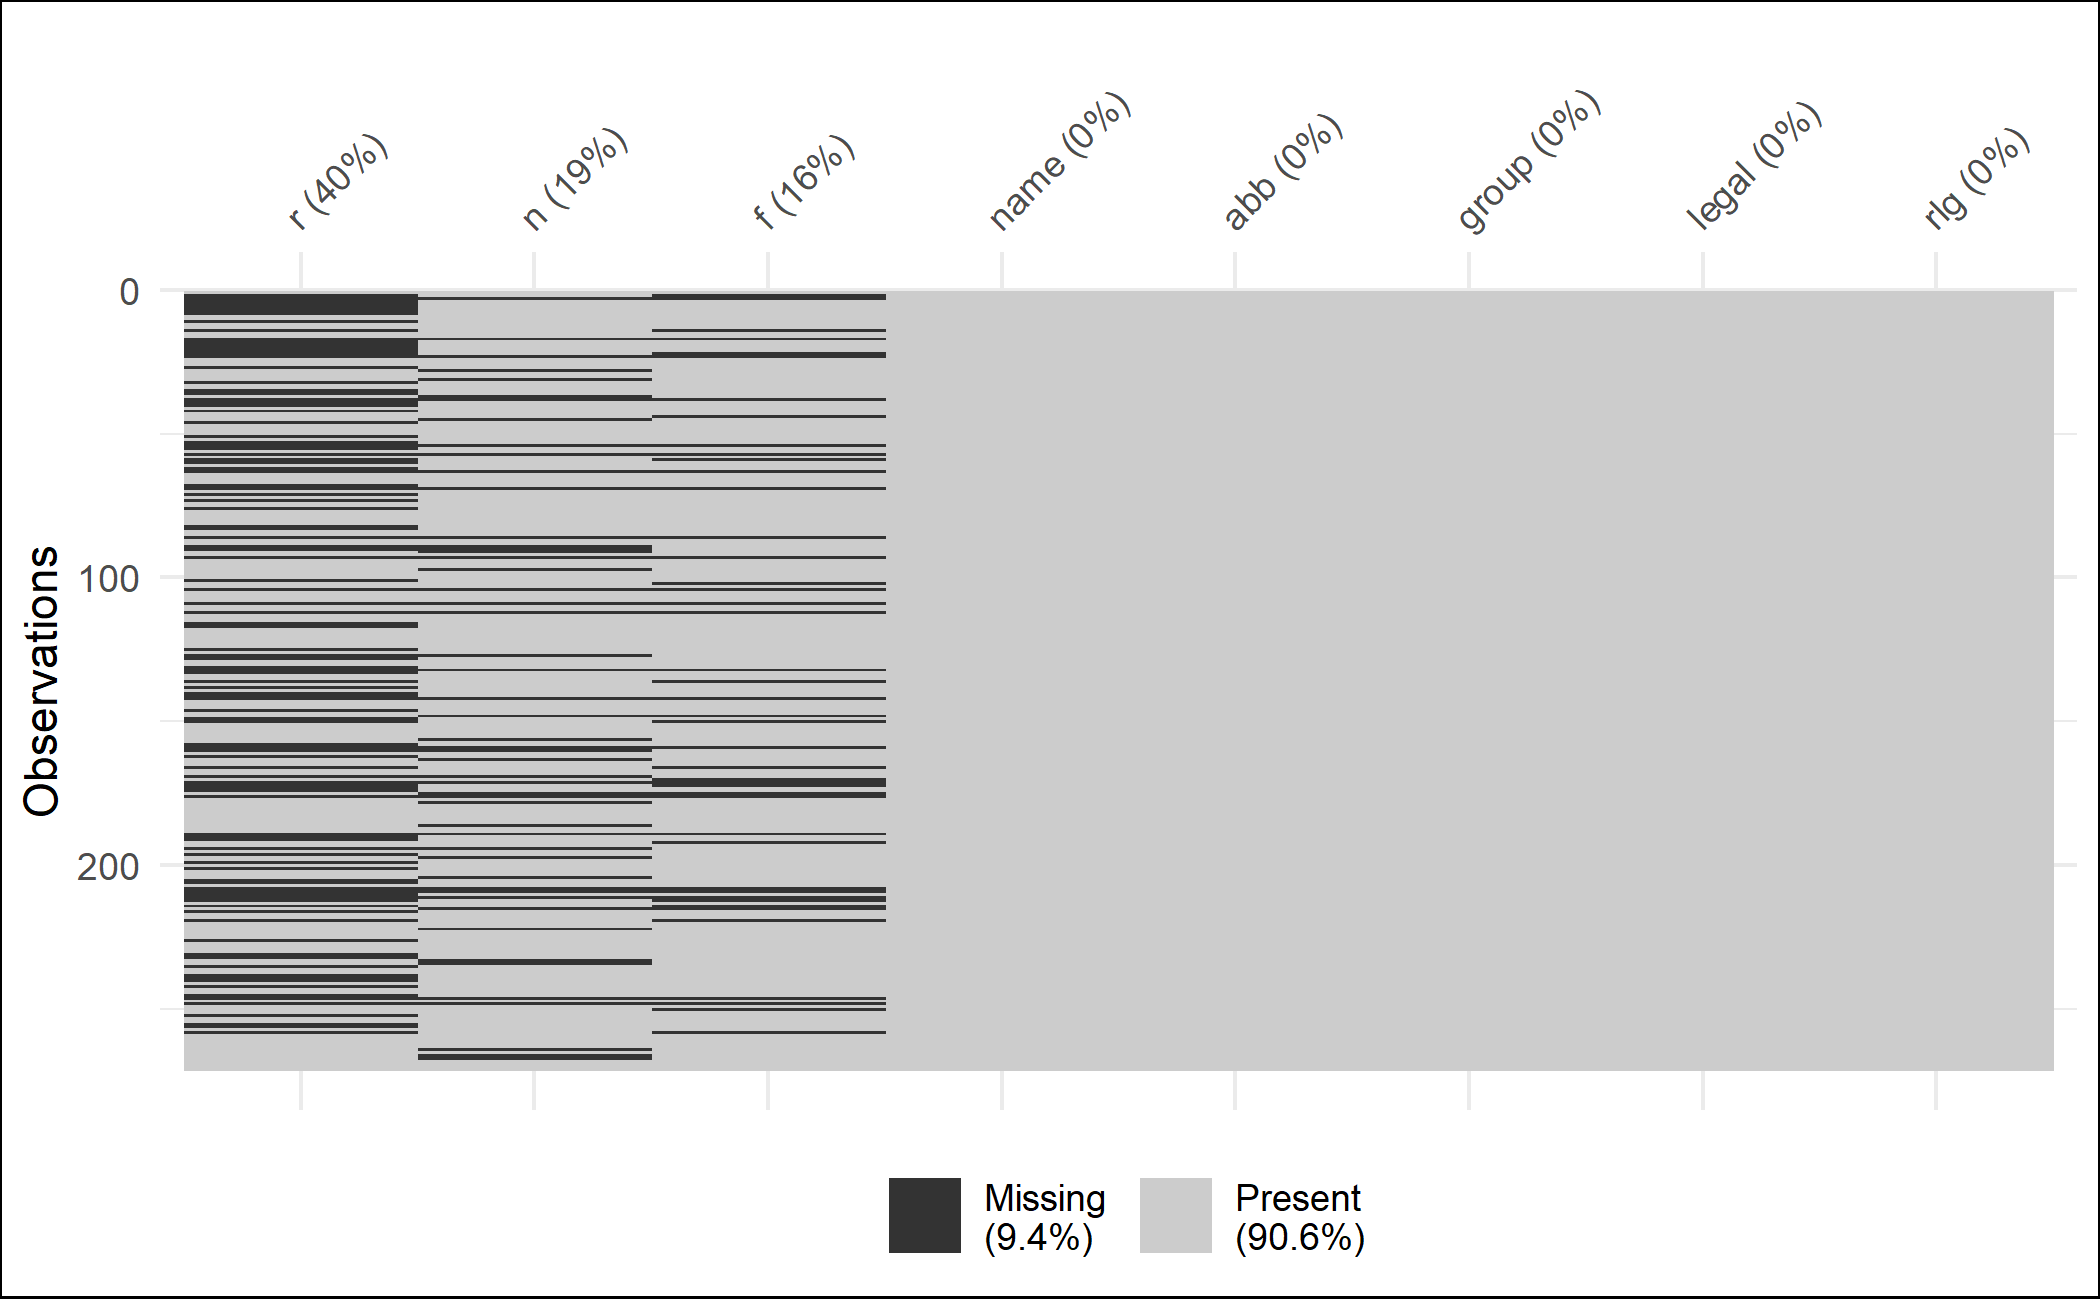 r (40%)
n (19%)
f (16%)
name (0%)
abb (0%)
group (0%)
legal (0%)
rlg (0%)
0
100
200
Observations
Missing
(9.4%)
Present
(90.6%)